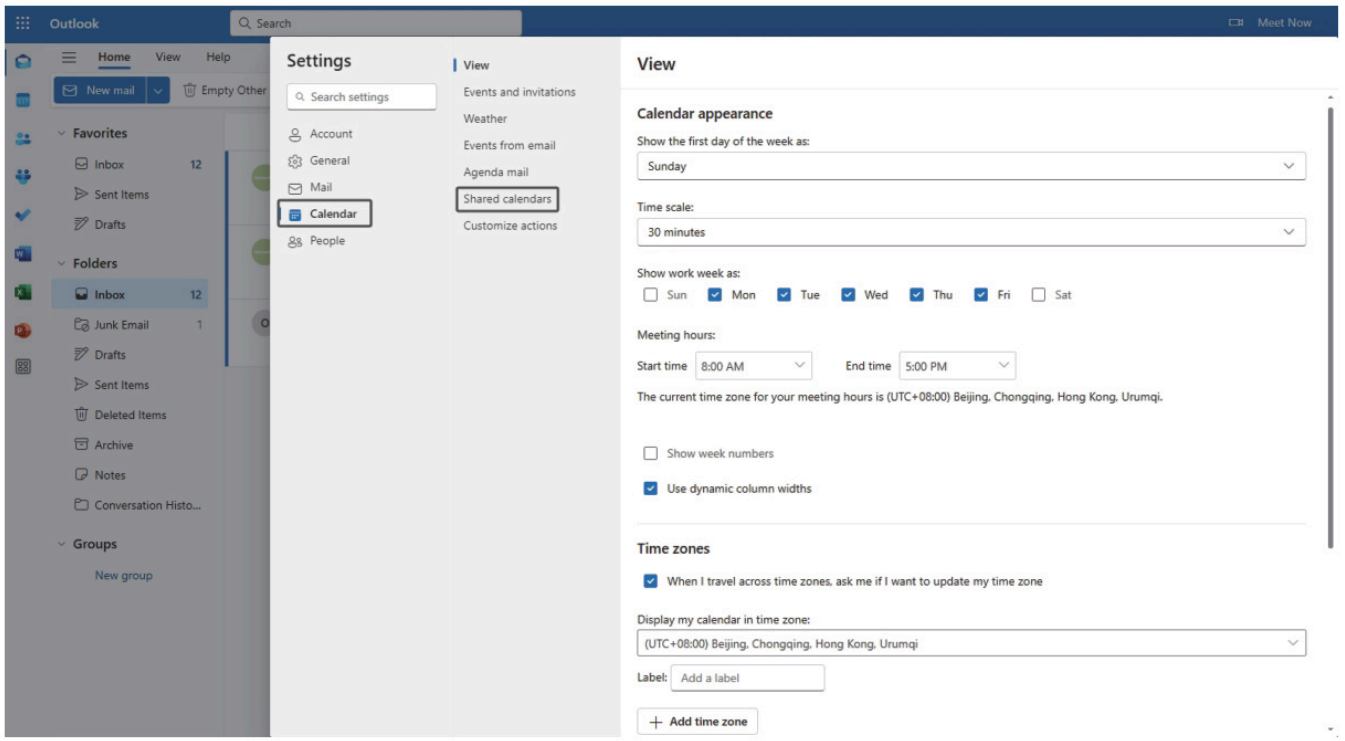 Outlook
Search
Meet Now
Home View Help
New mail
Empty Other
Favorites
Inbox 12
Sent Items
Drafts
Folders
Inbox 12
Junk Email 1
Drafts
Sent Items
Deleted Items
Archive
Notes
Conversation Histo...
Groups
New group
Settings
Search settings
Account
General
Mail
Calendar
People
View
Events and invitations
Weather
Events from email
Agenda mail
Shared calendars
Customize actions
View
Calendar appearance
Show the first day of the week as:
Sunday
Time scale:
30 minutes
Show work week as:
Sun Mon Tue Wed Thu Fri Sat
Meeting hours:
Start time 8:00 AM End time 5:00 PM
The current time zone for your meeting hours is (UTC+08:00) Beijing, Chongqing, Hong Kong, Urumqi.
Show week numbers
Use dynamic column widths
Time zones
When I travel across time zones, ask me if I want to update my time zone
Display my calendar in time zone:
(UTC+08:00) Beijing, Chongqing, Hong Kong, Urumqi
Label: Add a label
+ Add time zone